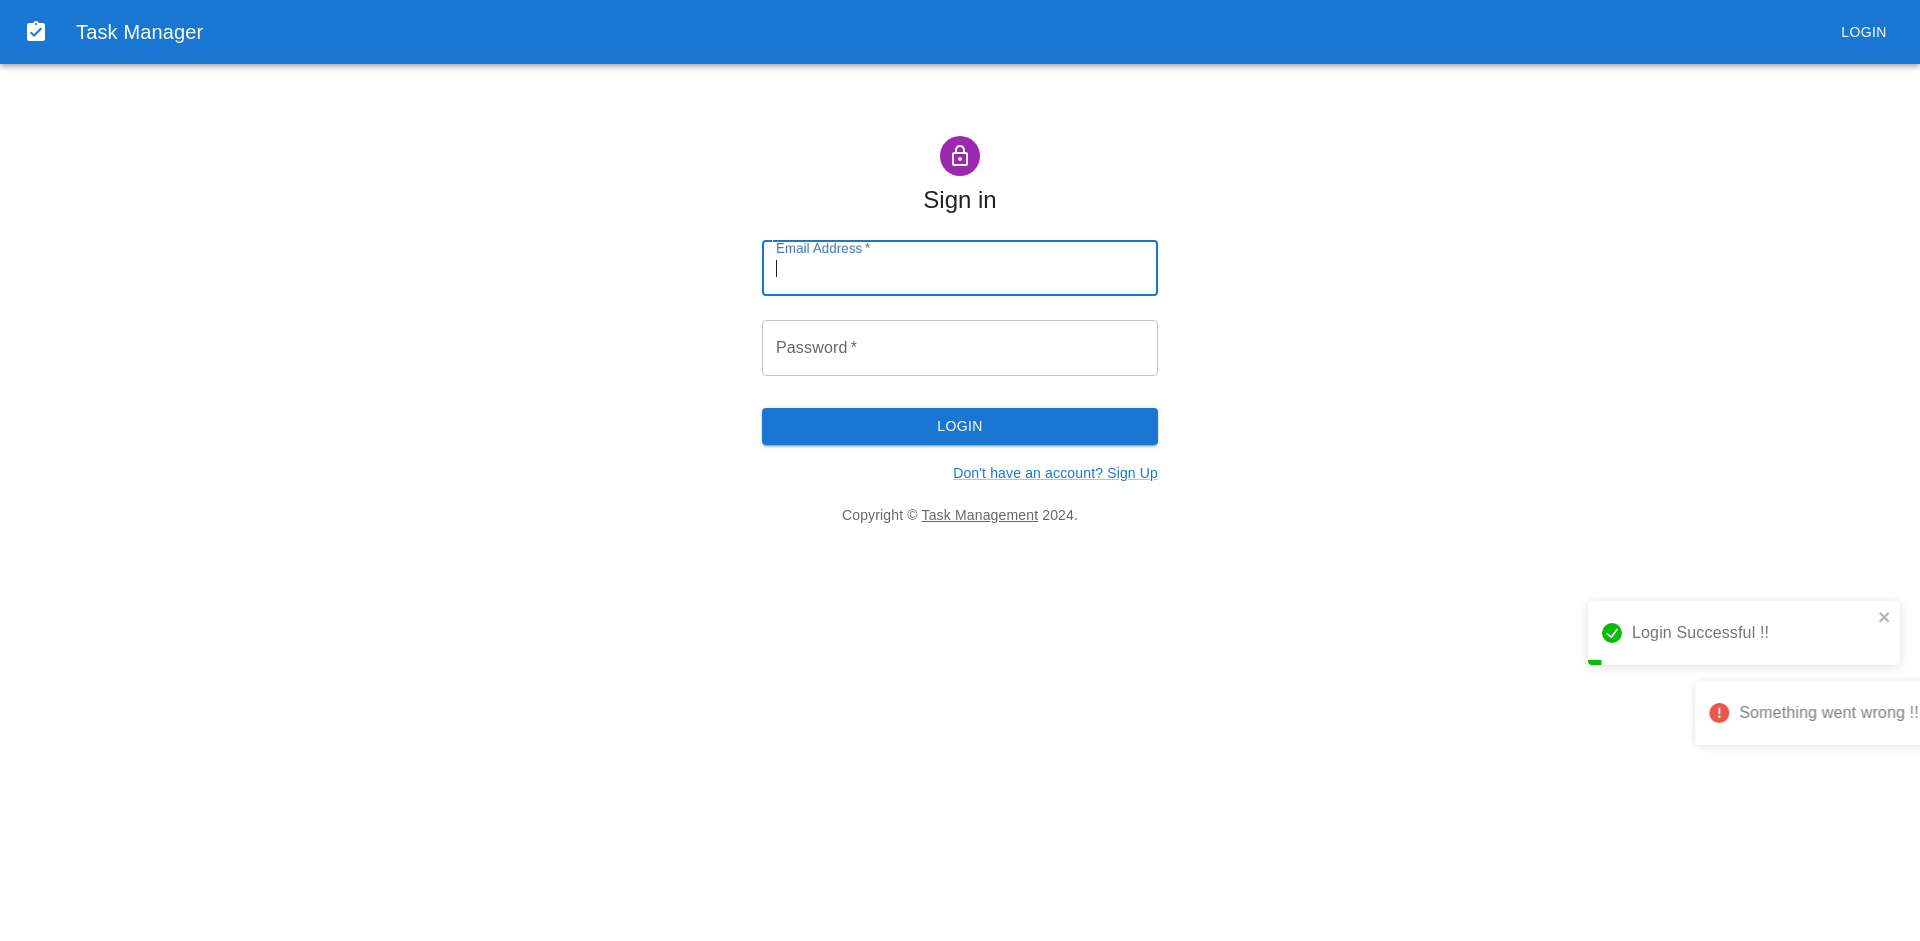 Task Manager
LOGIN
Sign in
Email Address *
Password *
LOGIN
Don't have an account? Sign Up
Copyright © Task Management 2024.
Login Successful !!
Something went wrong !!